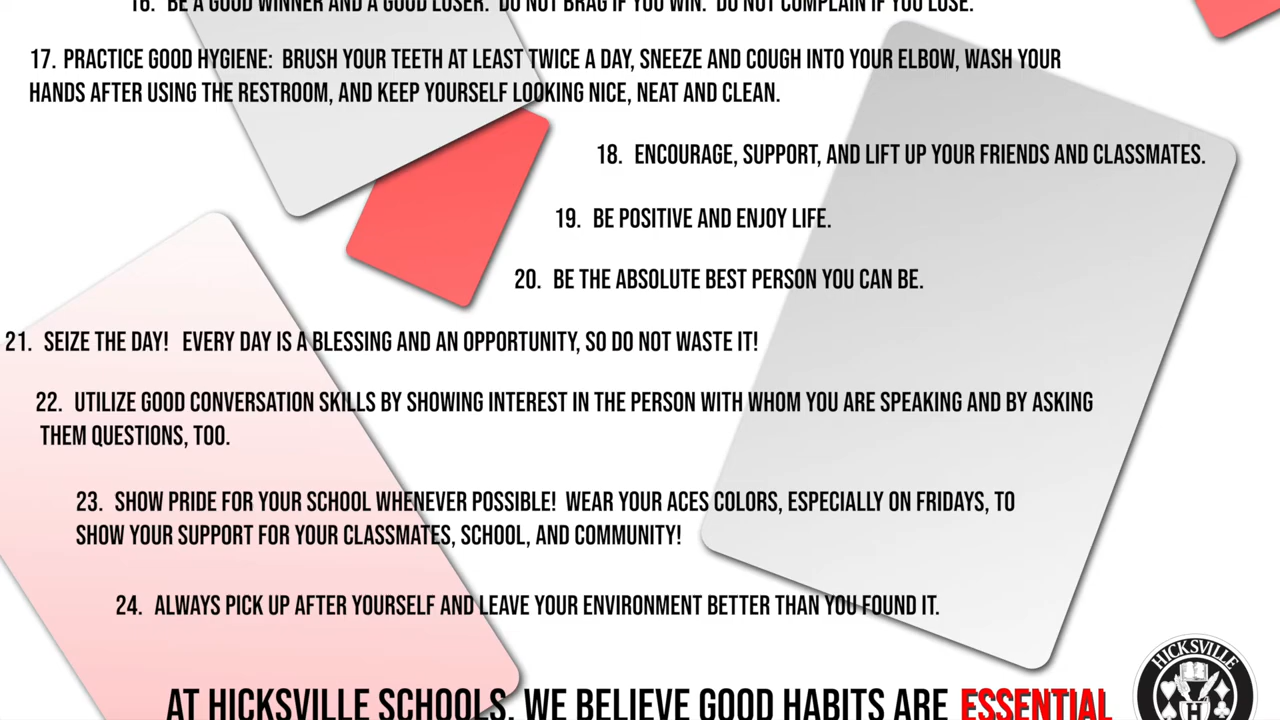 16. BE A GOOD WINNER AND A GOOD LOSER. DO NOT BRAG IF YOU WIN. DO NOT COMPLAIN IF YOU LOSE.
17. PRACTICE GOOD HYGIENE: BRUSH YOUR TEETH AT LEAST TWICE A DAY, SNEEZE AND COUGH INTO YOUR ELBOW, WASH YOUR
HANDS AFTER USING THE RESTROOM, AND KEEP YOURSELF LOOKING NICE, NEAT AND CLEAN.
18. ENCOURAGE, SUPPORT, AND LIFT UP YOUR FRIENDS AND CLASSMATES.
19. BE POSITIVE AND ENJOY LIFE.
20. BE THE ABSOLUTE BEST PERSON YOU CAN BE.
21. SEIZE THE DAY! EVERY DAY IS A BLESSING AND AN OPPORTUNITY, SO DO NOT WASTE IT!
22. UTILIZE GOOD CONVERSATION SKILLS BY SHOWING INTEREST IN THE PERSON WITH WHOM YOU ARE SPEAKING AND BY ASKING
THEM QUESTIONS, TOO.
23. SHOW PRIDE FOR YOUR SCHOOL WHENEVER POSSIBLE! WEAR YOUR ACES COLORS, ESPECIALLY ON FRIDAYS, TO
SHOW YOUR SUPPORT FOR YOUR CLASSMATES, SCHOOL, AND COMMUNITY!
24. ALWAYS PICK UP AFTER YOURSELF AND LEAVE YOUR ENVIRONMENT BETTER THAN YOU FOUND IT.
AT HICKSVILLE SCHOOLS, WE BELIEVE GOOD HABITS ARE ESSENTIAL
HICKSVILLE
H